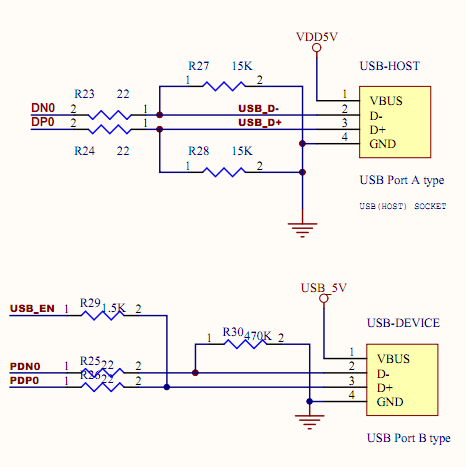 VDD5V
R27 15K
USB-HOST
1 2
R23 22
1 VBUS
DN0 2 1 USB_D- 2 D-
DP0 2 1 USB_D+ 3 D+
4 GND
R24 22
R28 15K
1 2
USB Port A type
USB(HOST) SOCKET
USB_5V
USB_EN 1 R29 1.5K 2
USB-DEVICE
1 R30 470K 2
1 VBUS
PDN0 1 R25 22 2 2 D-
PDP0 1 R26 22 2 3 D+
4 GND
USB Port B type